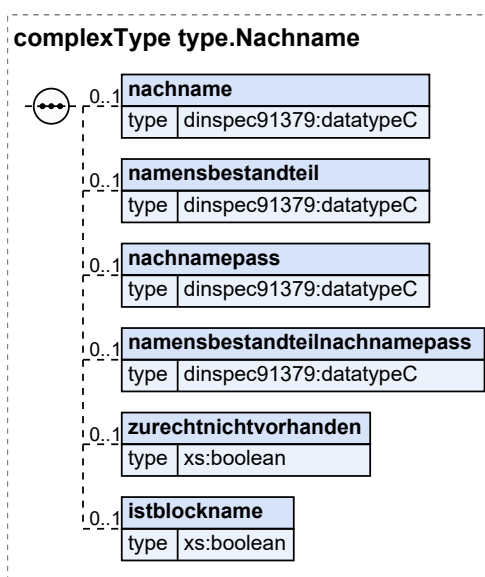 complexType type.Nachname
0..1 nachname
type dinspec91379:datatypeC
0..1 namensbestandteil
type dinspec91379:datatypeC
0..1 nachnamepass
type dinspec91379:datatypeC
0..1 namensbestandteilnachnamepass
type dinspec91379:datatypeC
0..1 zurechtnichtvorhanden
type xs:boolean
0..1 istblockname
type xs:boolean